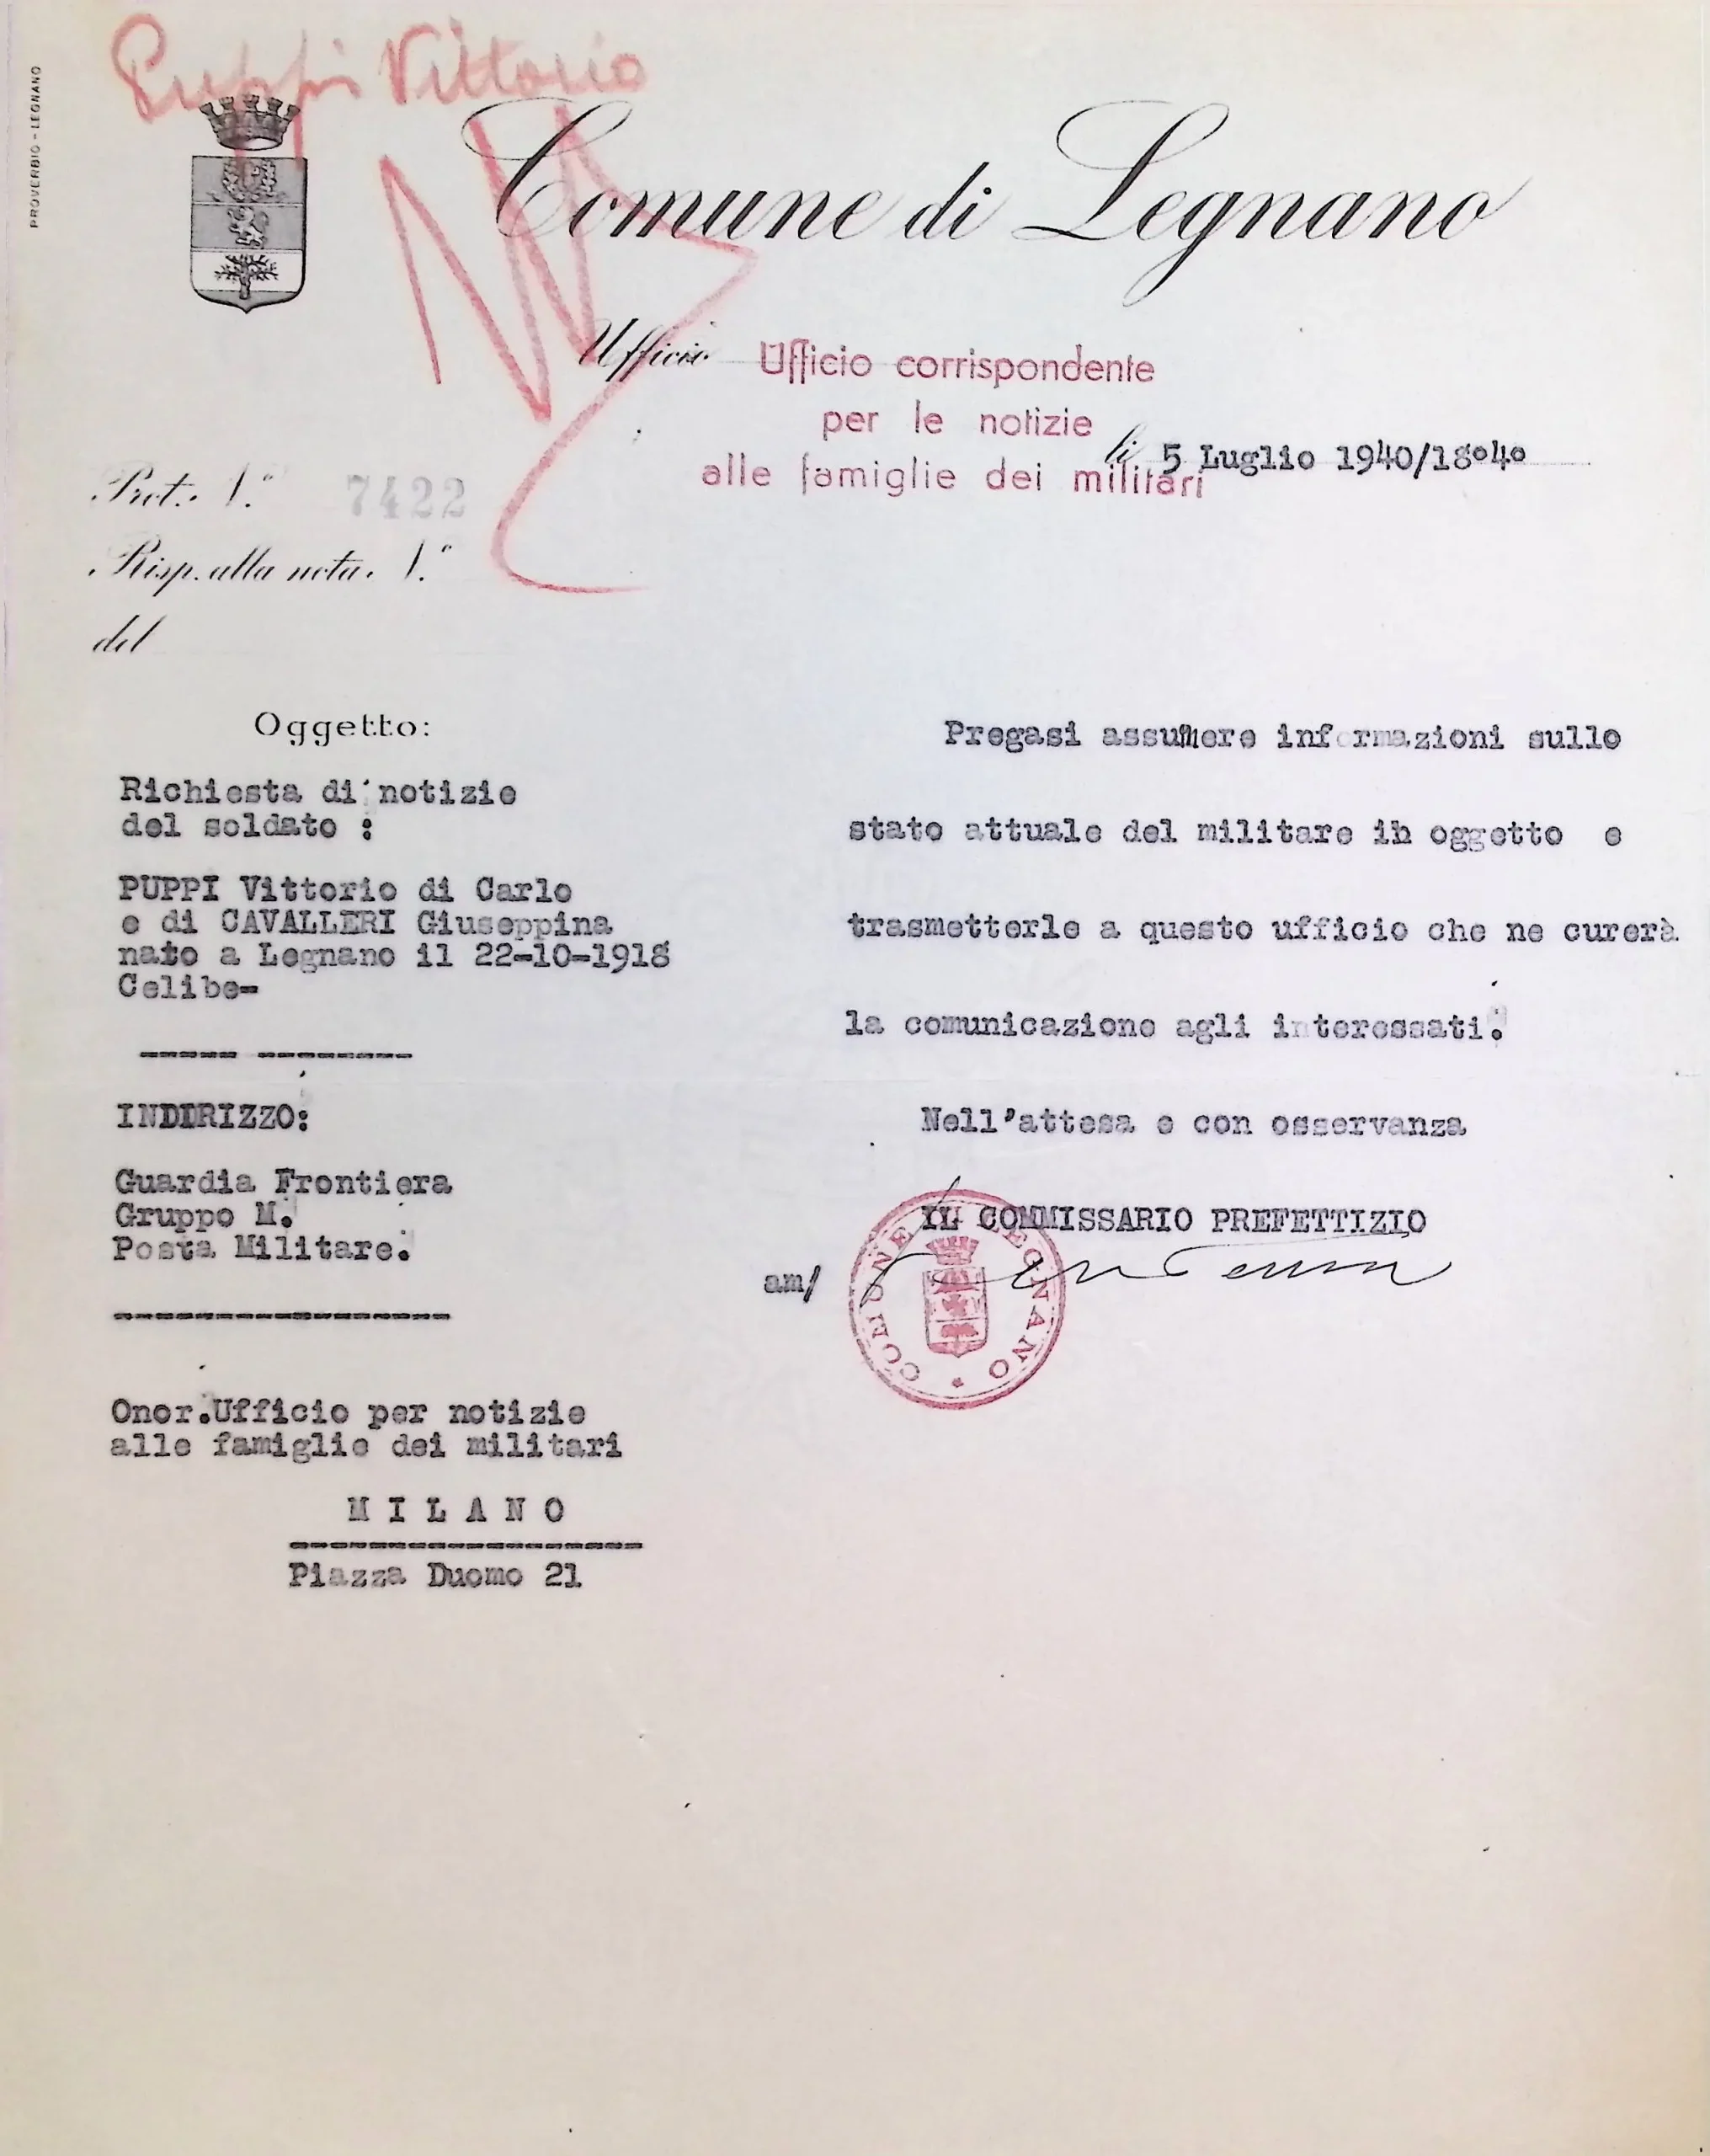 Puppi Vittorio
PROVERBIO - LEGNANO
Comune di Legnano
Ufficio
Ufficio corrispondente
per le notizie
alle famiglie dei militari
li 5 Luglio 1940/18°4°
Prot. N.° 7422
Risp. alla nota N.°
del
Oggetto:
Richiesta di notizie
del soldato :
PUPPI Vittorio di Carlo
e di CAVALLERI Giuseppina
nato a Legnano il 22-10-1918
Celibe-
INDIRIZZO:
Guardia Frontiera
Gruppo M.
Posta Militare.
Onor.Ufficio per notizie
alle famiglie dei militari
MILANO
Piazza Duomo 21
Pregasi assumere informazioni sullo
stato attuale del militare in oggetto e
trasmetterle a questo ufficio che ne curerà
la comunicazione agli interessati.
Nell'attesa e con osservanza
IL COMMISSARIO PREFETTIZIO
am/
COMUNE LEGNANO